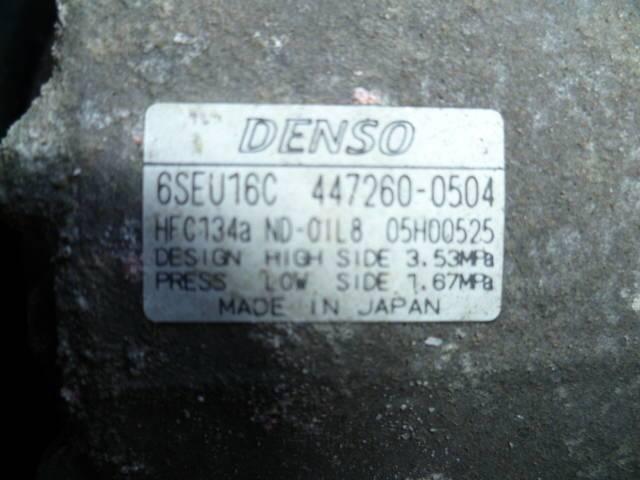 DENSO
6SEU16C 447260-0504
HFC134a ND-OIL8 05H00525
DESIGN HIGH SIDE 3.53MPa
PRESS LOW SIDE 1.67MPa
MADE IN JAPAN